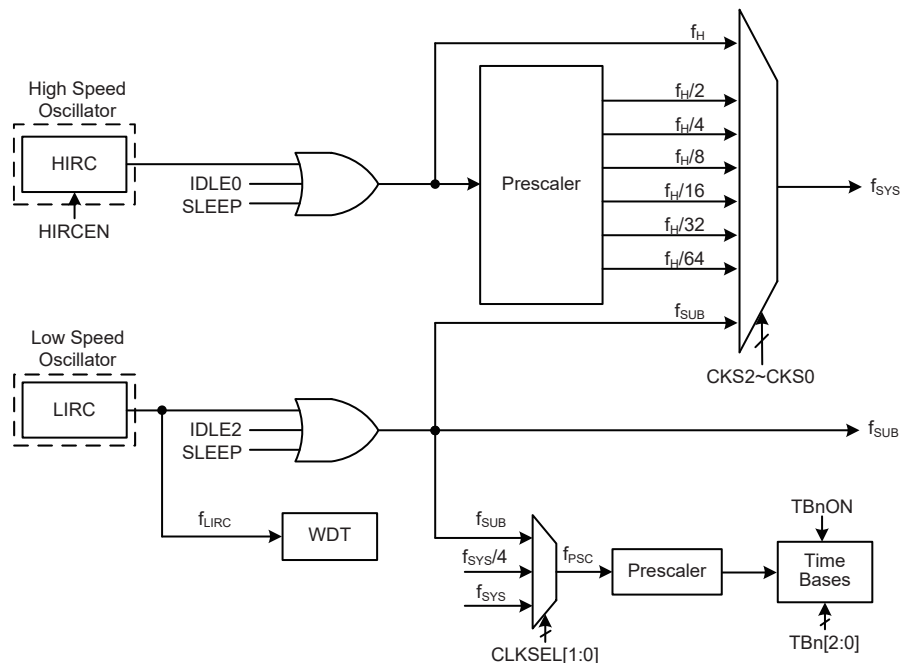 High Speed
Oscillator
HIRC
HIRCEN
IDLE0
SLEEP
Prescaler
fH
fH/2
fH/4
fH/8
fH/16
fH/32
fH/64
fSUB
CKS2~CKS0
fSYS
Low Speed
Oscillator
LIRC
IDLE2
SLEEP
fSUB
fLIRC
WDT
fSUB
fSYS/4
fSYS
CLKSEL[1:0]
fPSC
Prescaler
TBnON
Time
Bases
TBn[2:0]